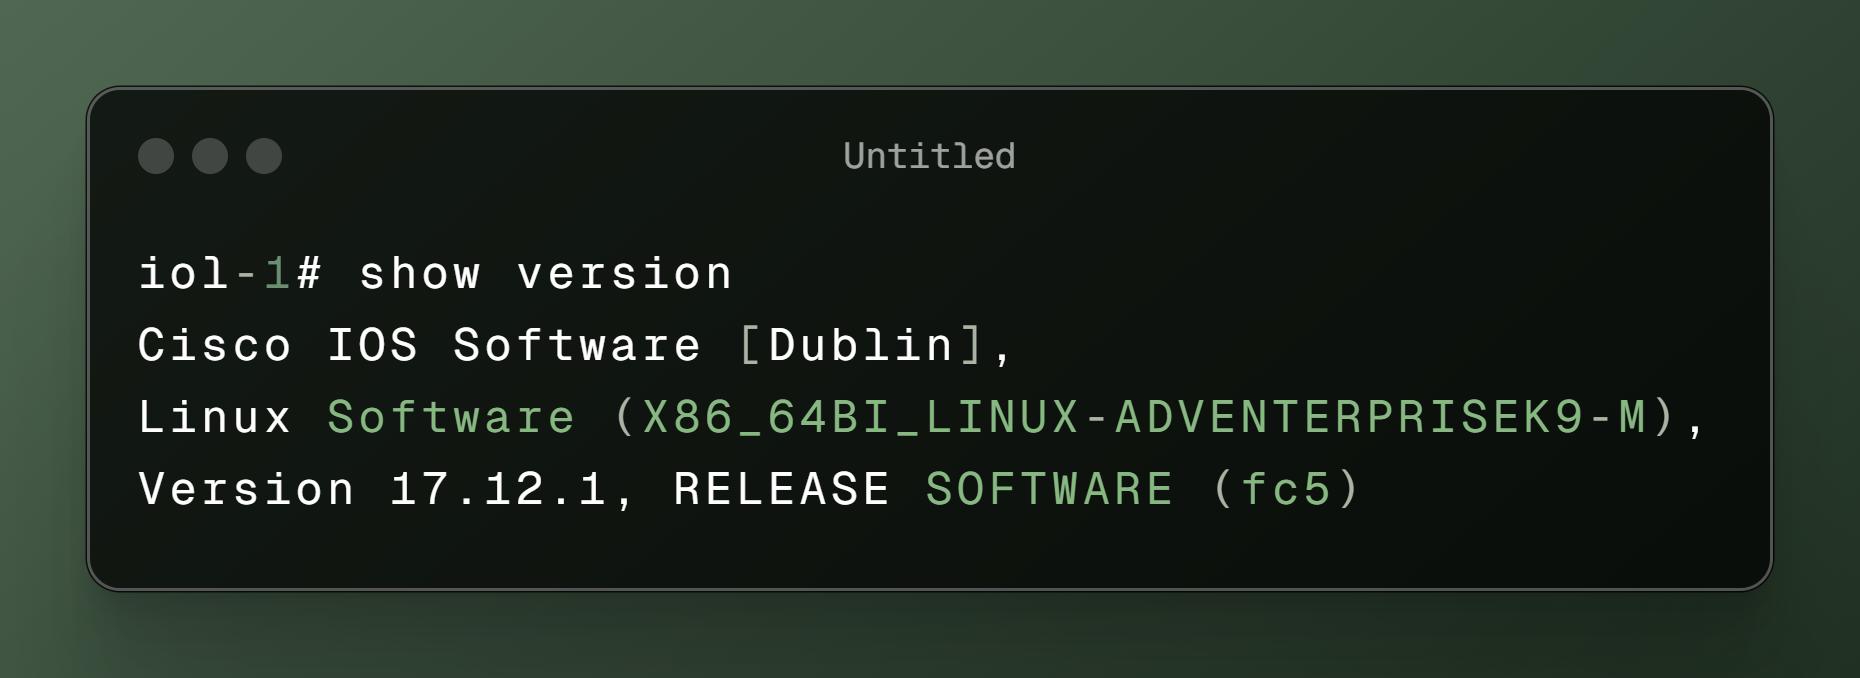 Untitled
iol-1# show version
Cisco IOS Software [Dublin],
Linux Software (X86_64BI_LINUX-ADVENTERPRISEK9-M),
Version 17.12.1, RELEASE SOFTWARE (fc5)